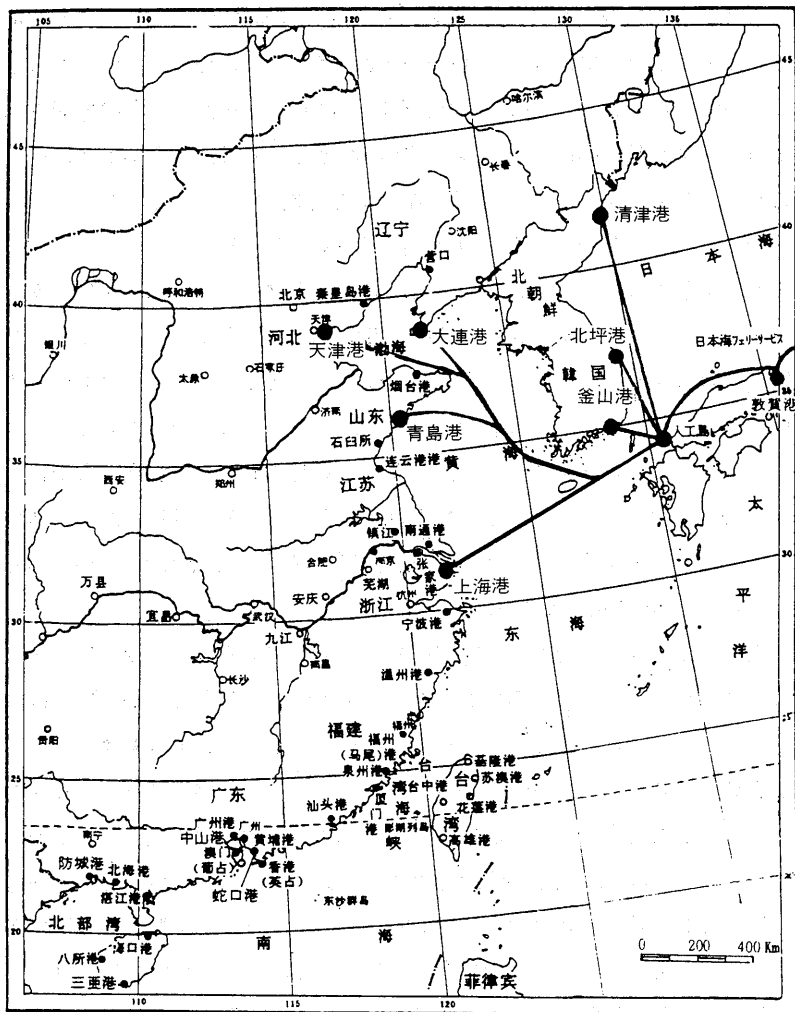 105
110
115
120
125
130
135
45
哈尔滨
45
长春
40
清津港
辽宁
沈阳
营口
日本海
北朝鮮
呼和浩特
北京
秦皇岛港
40
天津
河北
天津港
渤海
大連港
北坪港
日本海フェリーサービス
银川
太原
石家庄
韓国
釜山港
敦賀港
烟台港
济南
山东
青島港
人工島
35
石臼所
连云港港
黄海
35
西安
郑州
江苏
太平洋
镇江
南通港
30
合肥
南京
张家港
上海港
万县
芜湖
安庆
杭州
浙江
宁波港
宜昌
武汉
30
九江
东海
南昌
长沙
温州港
贵阳
福建
福州
福州
(马尾)港
基隆港
泉州港
苏澳港
25
台湾海峡
台湾
台中港
广东
厦门港
花蓮港
汕头港
澎湖列岛
广州港
广州
高雄港
南宁
中山港
黄埔港
防城港
澳门
(葡占)
香港
(英占)
北海港
湛江港
蛇口港
东沙群岛
北部湾
20
海口港
南海
0 200 400 Km
八所港
三亜港
菲律宾
110
115
120